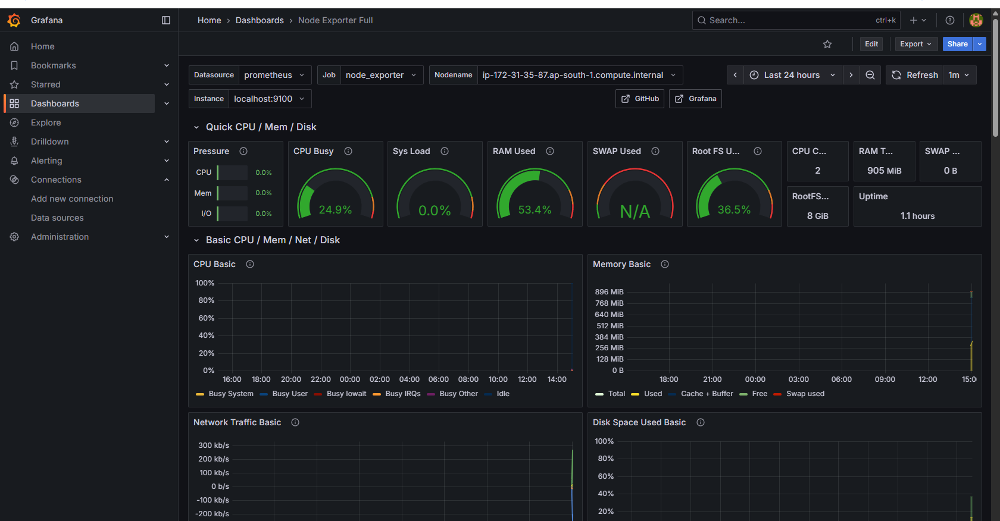 Grafana
Home › Dashboards › Node Exporter Full
Search... ctrl+k
Home
Bookmarks
Starred
Dashboards
Explore
Drilldown
Alerting
Connections
Add new connection
Data sources
Administration
Edit Export Share
Datasource prometheus Job node_exporter Nodename ip-172-31-35-87.ap-south-1.compute.internal
Last 24 hours Refresh 1m
Instance localhost:9100
GitHub Grafana
Quick CPU / Mem / Disk
Pressure
CPU 0.0%
Mem 0.0%
I/O 0.0%
CPU Busy
24.9%
Sys Load
0.0%
RAM Used
53.4%
SWAP Used
N/A
Root FS U...
36.5%
CPU C...
2
RAM T...
905 MiB
SWAP ...
0 B
RootFS...
8 GiB
Uptime
1.1 hours
Basic CPU / Mem / Net / Disk
CPU Basic
100%
80%
60%
40%
20%
0%
16:00 18:00 20:00 22:00 00:00 02:00 04:00 06:00 08:00 10:00 12:00 14:00
Busy System Busy User Busy Iowait Busy IRQs Busy Other Idle
Memory Basic
896 MiB
768 MiB
640 MiB
512 MiB
384 MiB
256 MiB
128 MiB
0 B
18:00 21:00 00:00 03:00 06:00 09:00 12:00 15:00
Total Used Cache + Buffer Free Swap used
Network Traffic Basic
300 kb/s
200 kb/s
100 kb/s
0 b/s
-100 kb/s
-200 kb/s
Disk Space Used Basic
100%
80%
60%
40%
20%